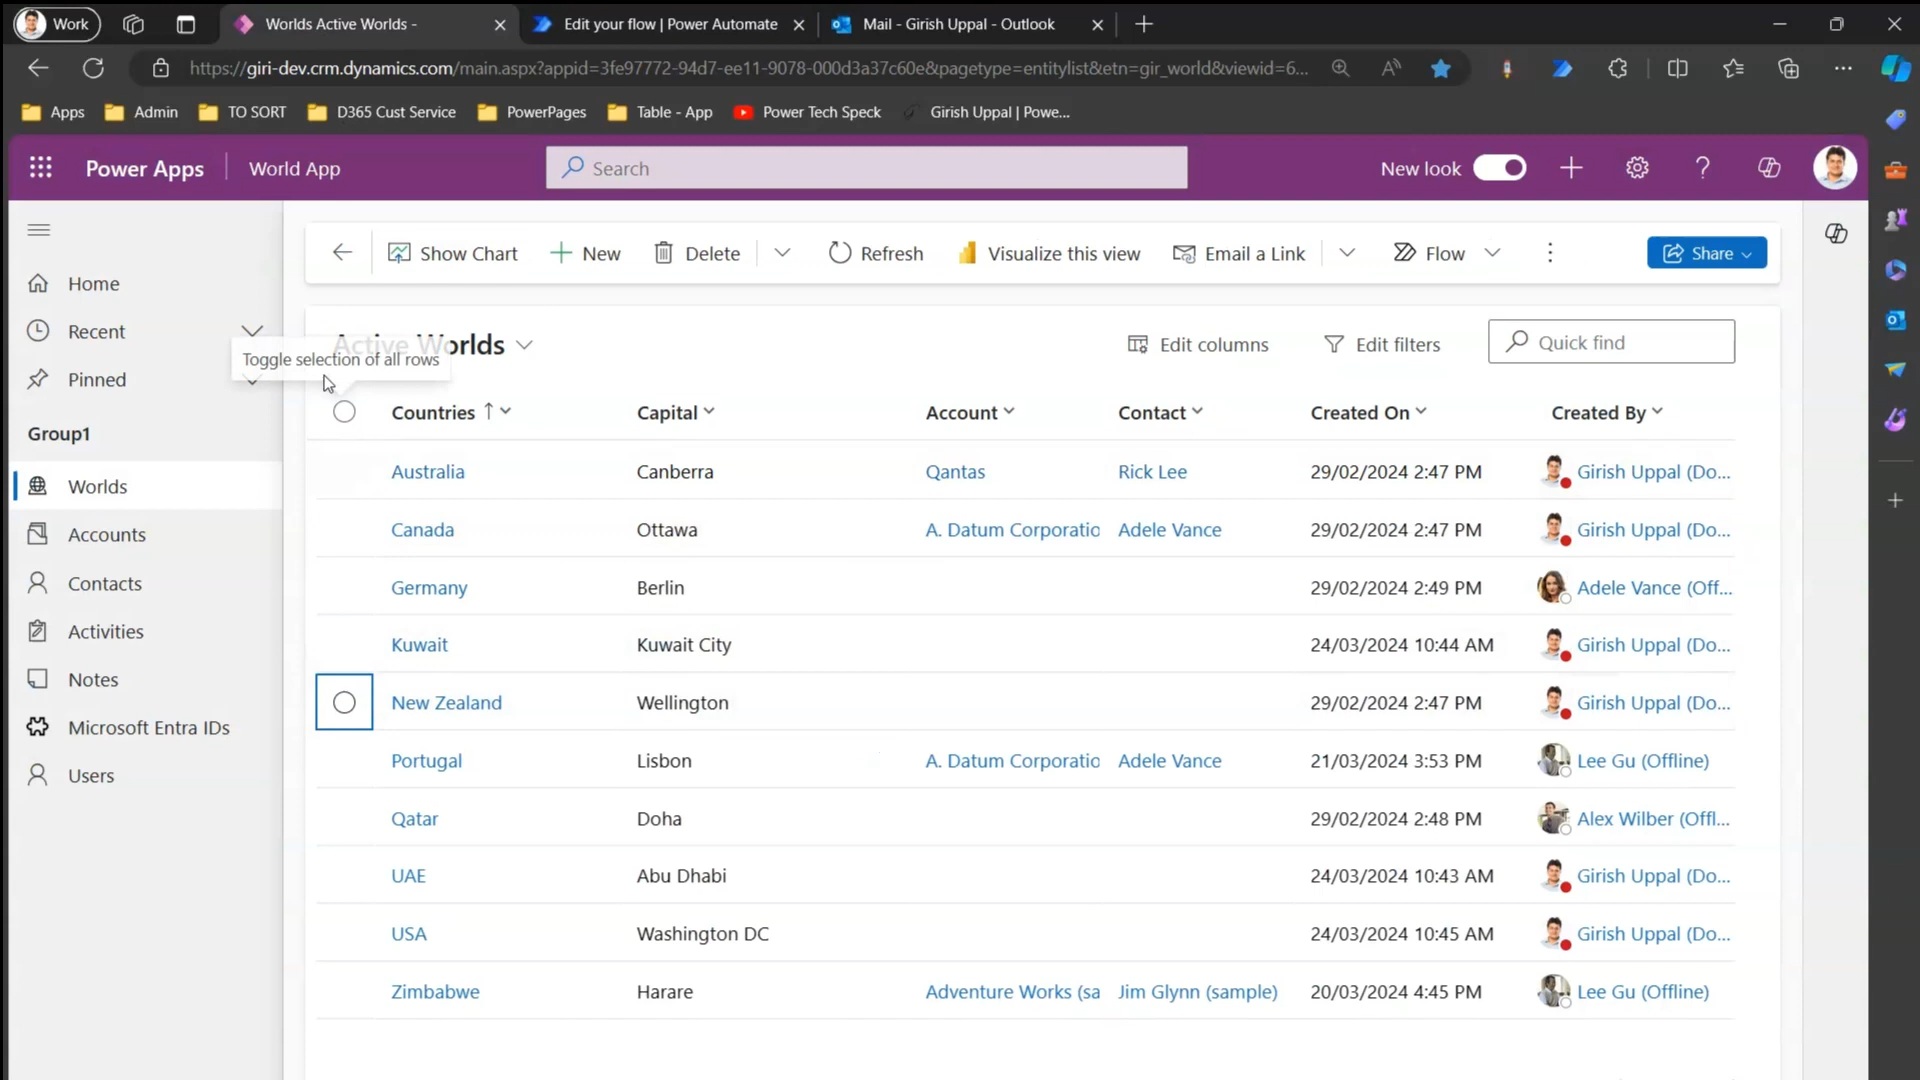 Work
Worlds Active Worlds -
Edit your flow | Power Automate
Mail - Girish Uppal - Outlook
https://giri-dev.crm.dynamics.com/main.aspx?appid=3fe97772-94d7-ee11-9078-000d3a37c60e&pagetype=entitylist&etn=gir_world&viewid=6...
Apps
Admin
TO SORT
D365 Cust Service
PowerPages
Table - App
Power Tech Speck
Girish Uppal | Powe...
Power Apps
World App
Search
New look
Show Chart
New
Delete
Refresh
Visualize this view
Email a Link
Flow
Share
Home
Recent
Pinned
Group1
Worlds
Accounts
Contacts
Activities
Notes
Microsoft Entra IDs
Users
Active Worlds
Toggle selection of all rows
Edit columns
Edit filters
Quick find
Countries Capital Account Contact Created On Created By
Australia Canberra Qantas Rick Lee 29/02/2024 2:47 PM Girish Uppal (Do...
Canada Ottawa A. Datum Corporatio Adele Vance 29/02/2024 2:47 PM Girish Uppal (Do...
Germany Berlin 29/02/2024 2:49 PM Adele Vance (Off...
Kuwait Kuwait City 24/03/2024 10:44 AM Girish Uppal (Do...
New Zealand Wellington 29/02/2024 2:47 PM Girish Uppal (Do...
Portugal Lisbon A. Datum Corporatio Adele Vance 21/03/2024 3:53 PM Lee Gu (Offline)
Qatar Doha 29/02/2024 2:48 PM Alex Wilber (Offl...
UAE Abu Dhabi 24/03/2024 10:43 AM Girish Uppal (Do...
USA Washington DC 24/03/2024 10:45 AM Girish Uppal (Do...
Zimbabwe Harare Adventure Works (sa Jim Glynn (sample) 20/03/2024 4:45 PM Lee Gu (Offline)